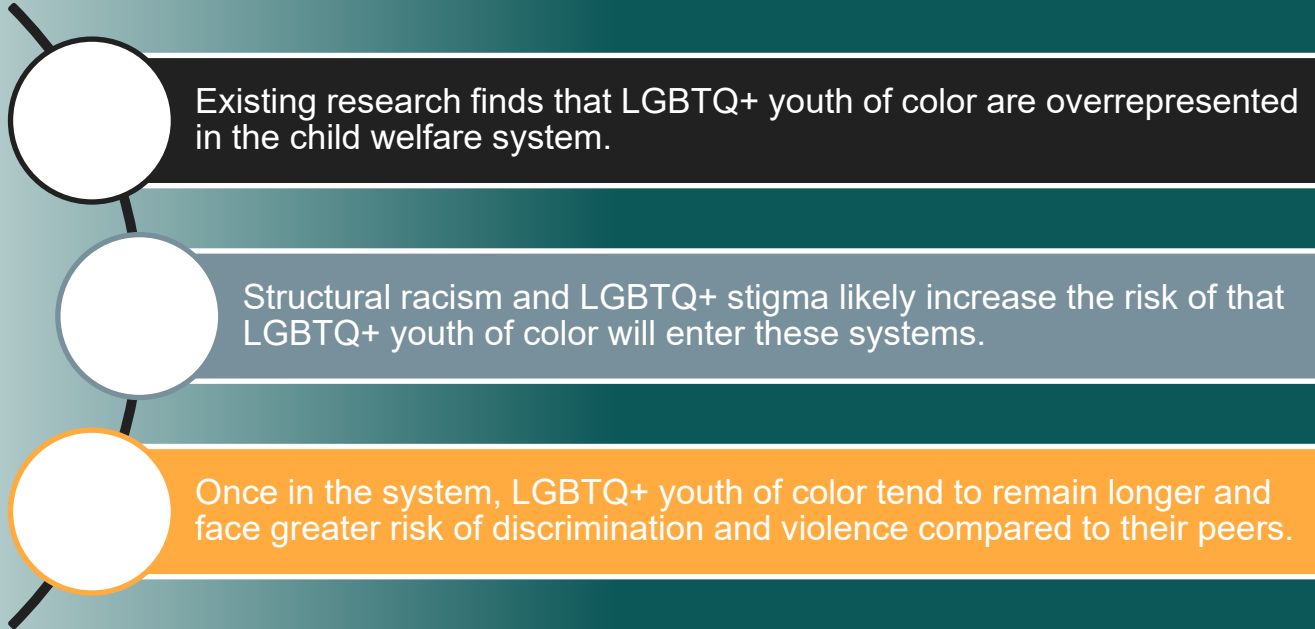 Existing research finds that LGBTQ+ youth of color are overrepresented
in the child welfare system.
Structural racism and LGBTQ+ stigma likely increase the risk of that
LGBTQ+ youth of color will enter these systems.
Once in the system, LGBTQ+ youth of color tend to remain longer and
face greater risk of discrimination and violence compared to their peers.